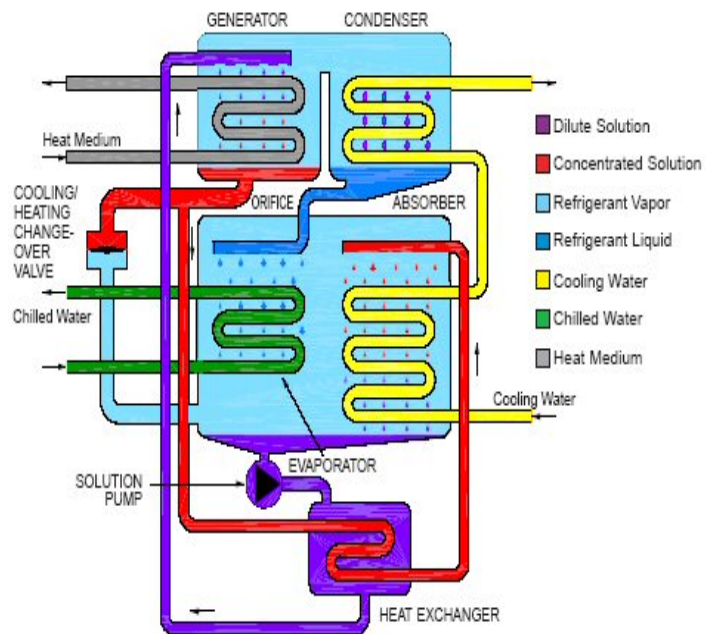 GENERATOR
CONDENSER
Heat Medium
COOLING/
HEATING
CHANGE-
OVER
VALVE
ORIFICE
ABSORBER
Chilled Water
Cooling Water
EVAPORATOR
SOLUTION
PUMP
HEAT EXCHANGER
Dilute Solution
Concentrated Solution
Refrigerant Vapor
Refrigerant Liquid
Cooling Water
Chilled Water
Heat Medium